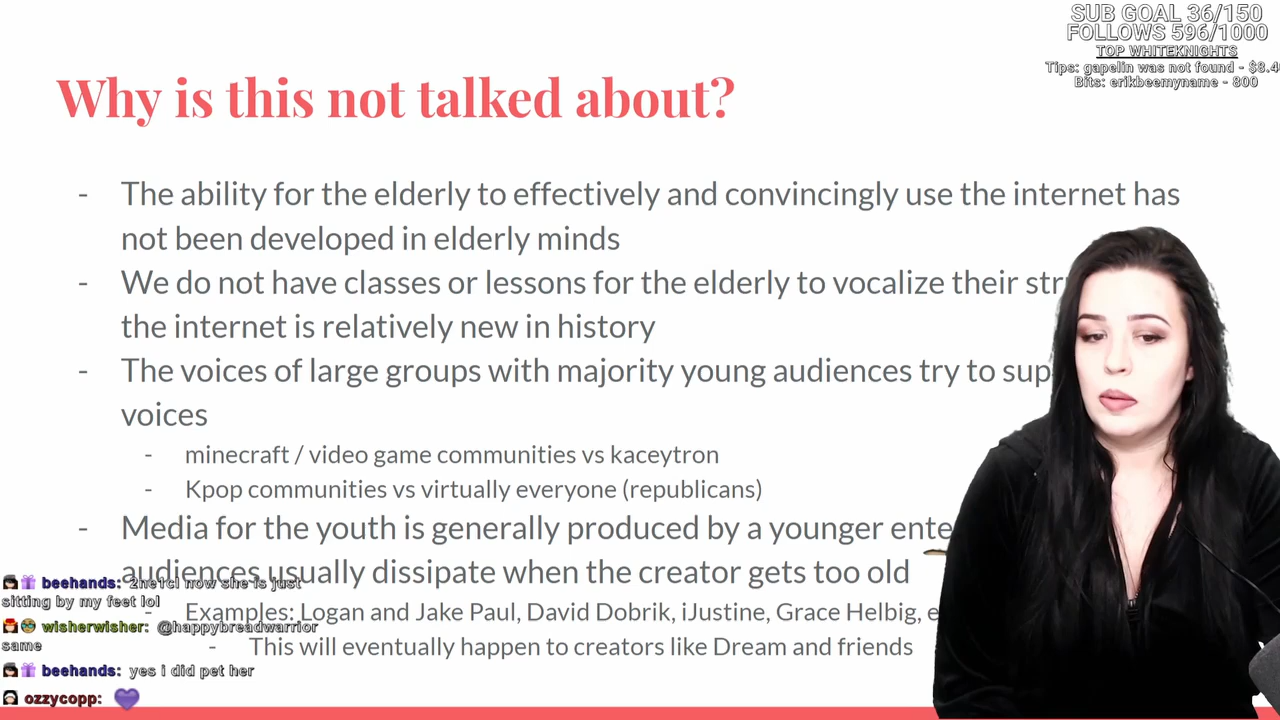 SUB GOAL 36/150
FOLLOWS 596/1000
TOP WHITEKNIGHTS
Tips: gapelin was not found - $8.4
Bits: erikbeemyname - 800
Why is this not talked about?
- The ability for the elderly to effectively and convincingly use the internet has
not been developed in elderly minds
- We do not have classes or lessons for the elderly to vocalize their
the internet is relatively new in history
- The voices of large groups with majority young audiences try to
voices
- minecraft / video game communities vs kaceytron
- Kpop communities vs virtually everyone (republicans)
- Media for the youth is generally produced by a younger
audiences usually dissipate when the creator gets too old
- Examples: Logan and Jake Paul, David Dobrik, iJustine, Grace Helbig,
- This will eventually happen to creators like Dream and friends
beehands: 2ne1cl now she is just
sitting by my feet lol
wisherwisher: @happybreadwarrior
same
beehands: yes i did pet her
ozzycopp: